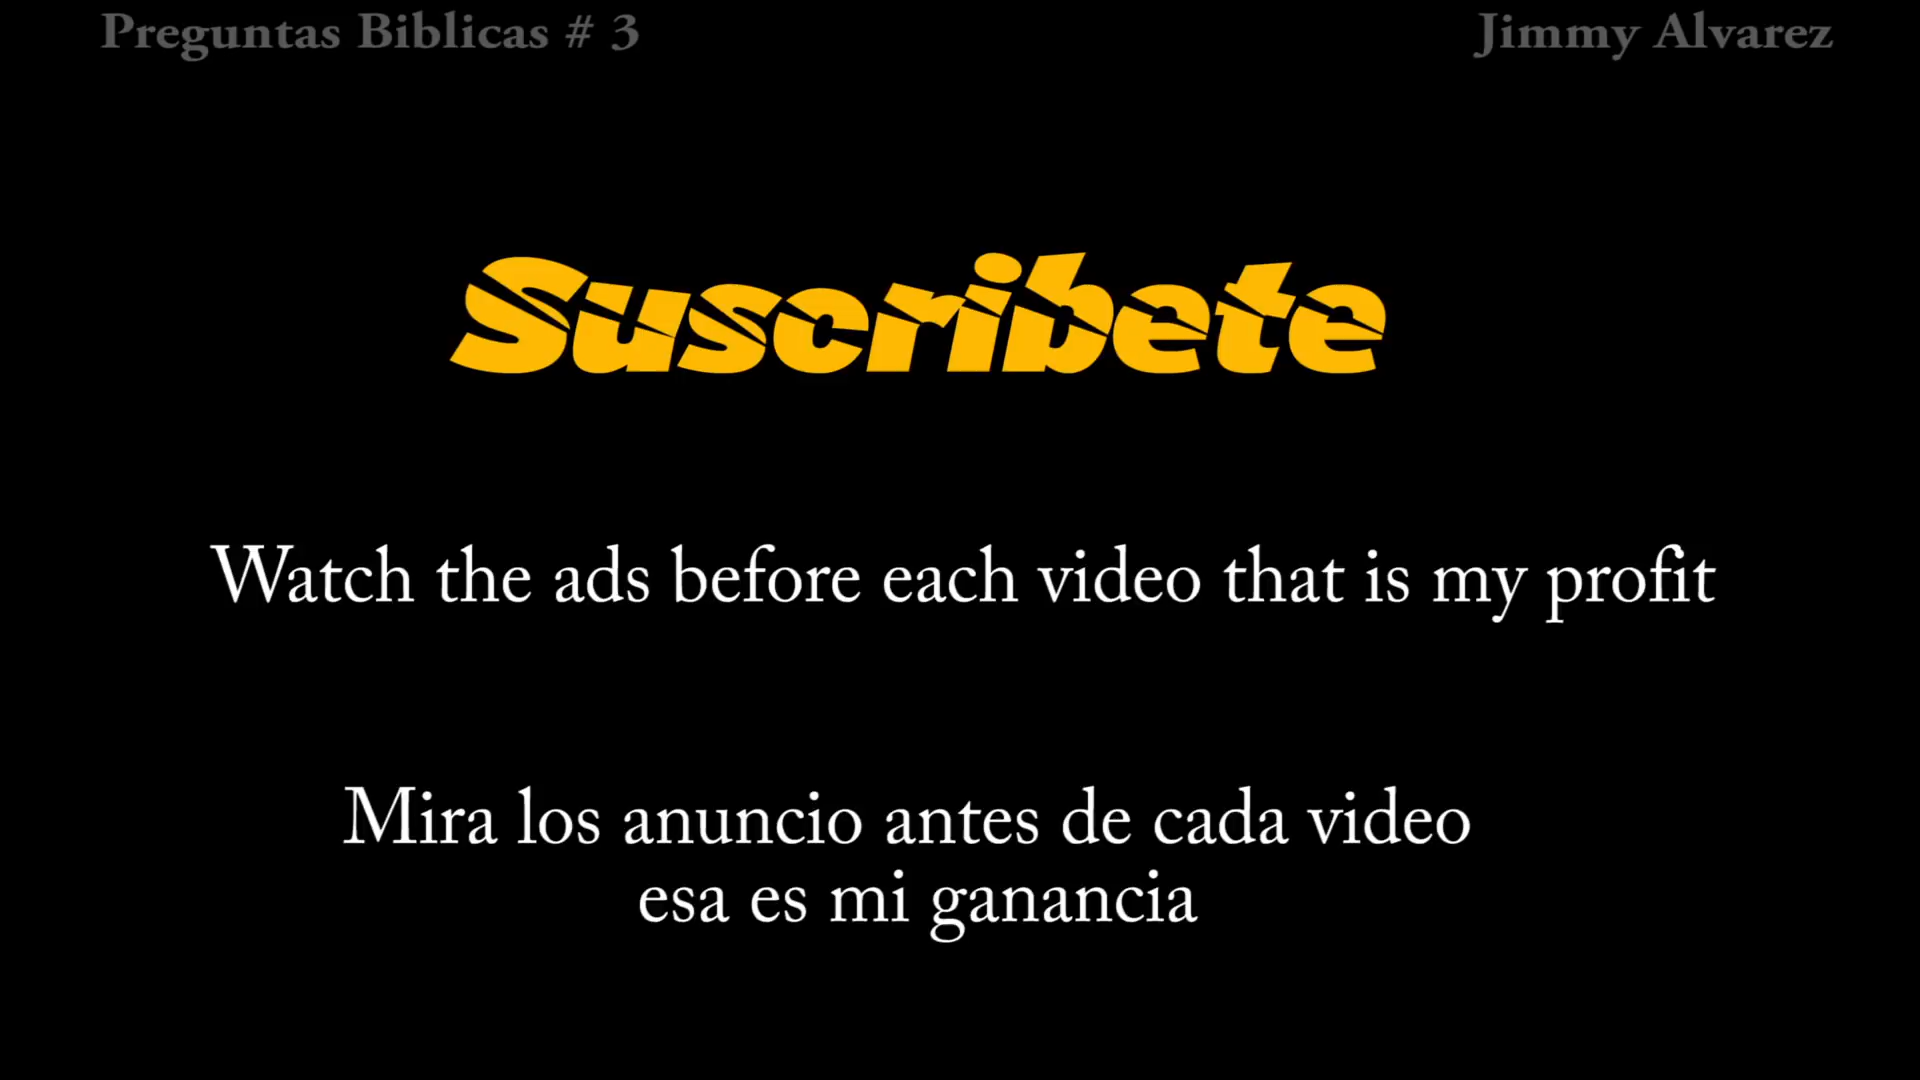 Preguntas Biblicas # 3
Jimmy Alvarez
Suscribete
Watch the ads before each video that is my profit
Mira los anuncio antes de cada video
esa es mi ganancia